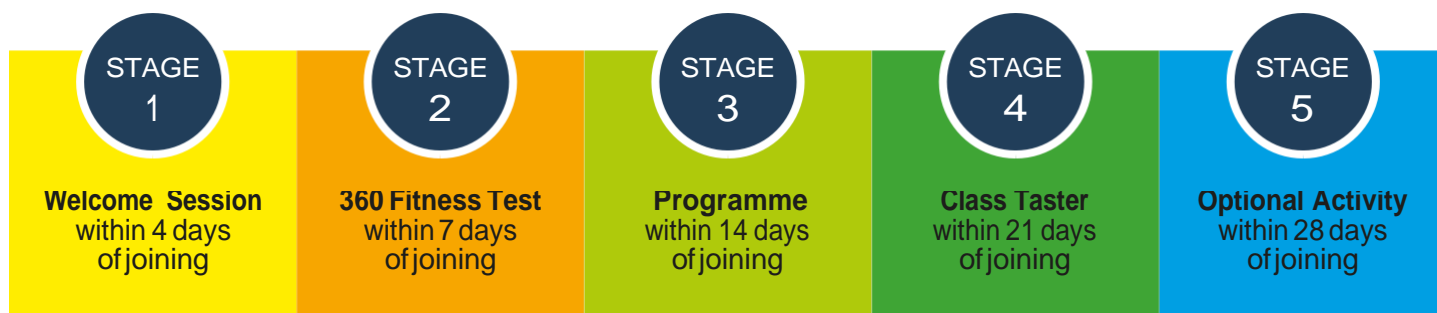 STAGE
1
Welcome Session
within 4 days
of joining
STAGE
2
360 Fitness Test
within 7 days
of joining
STAGE
3
Programme
within 14 days
of joining
STAGE
4
Class Taster
within 21 days
of joining
STAGE
5
Optional Activity
within 28 days
of joining